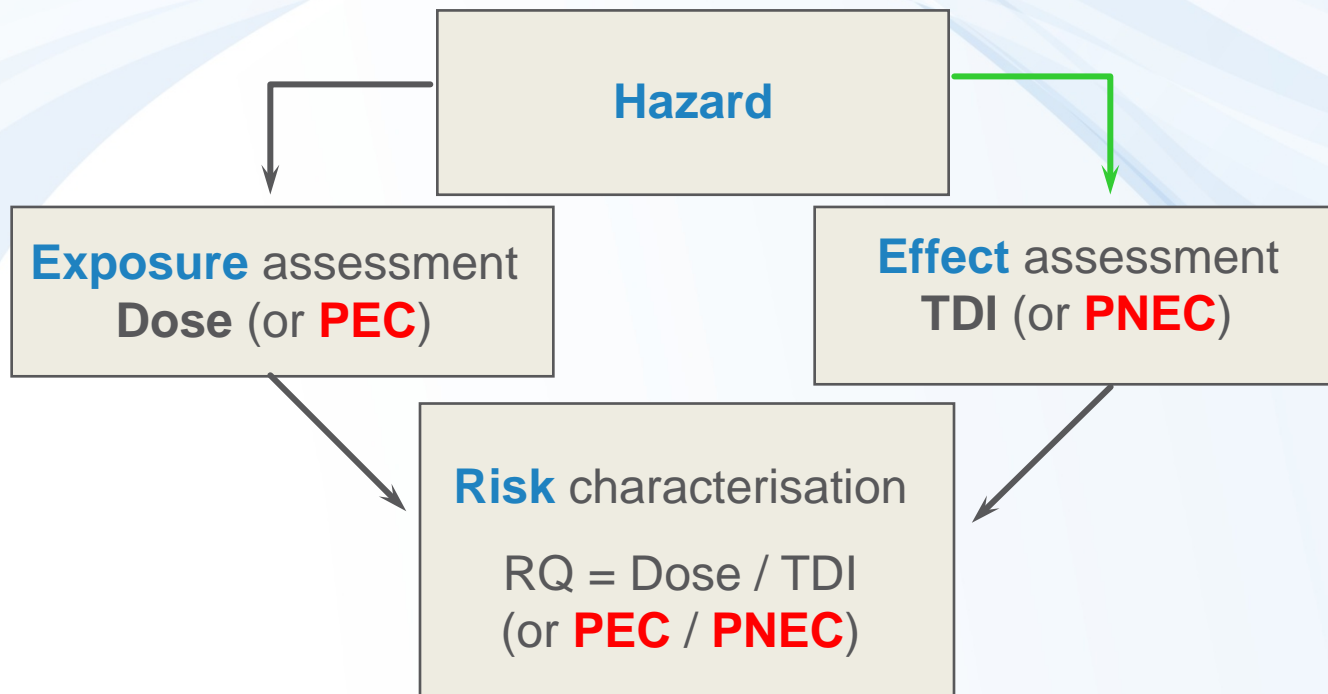 Hazard
Exposure assessment
Dose (or PEC)
Effect assessment
TDI (or PNEC)
Risk characterisation
RQ = Dose / TDI
(or PEC / PNEC)